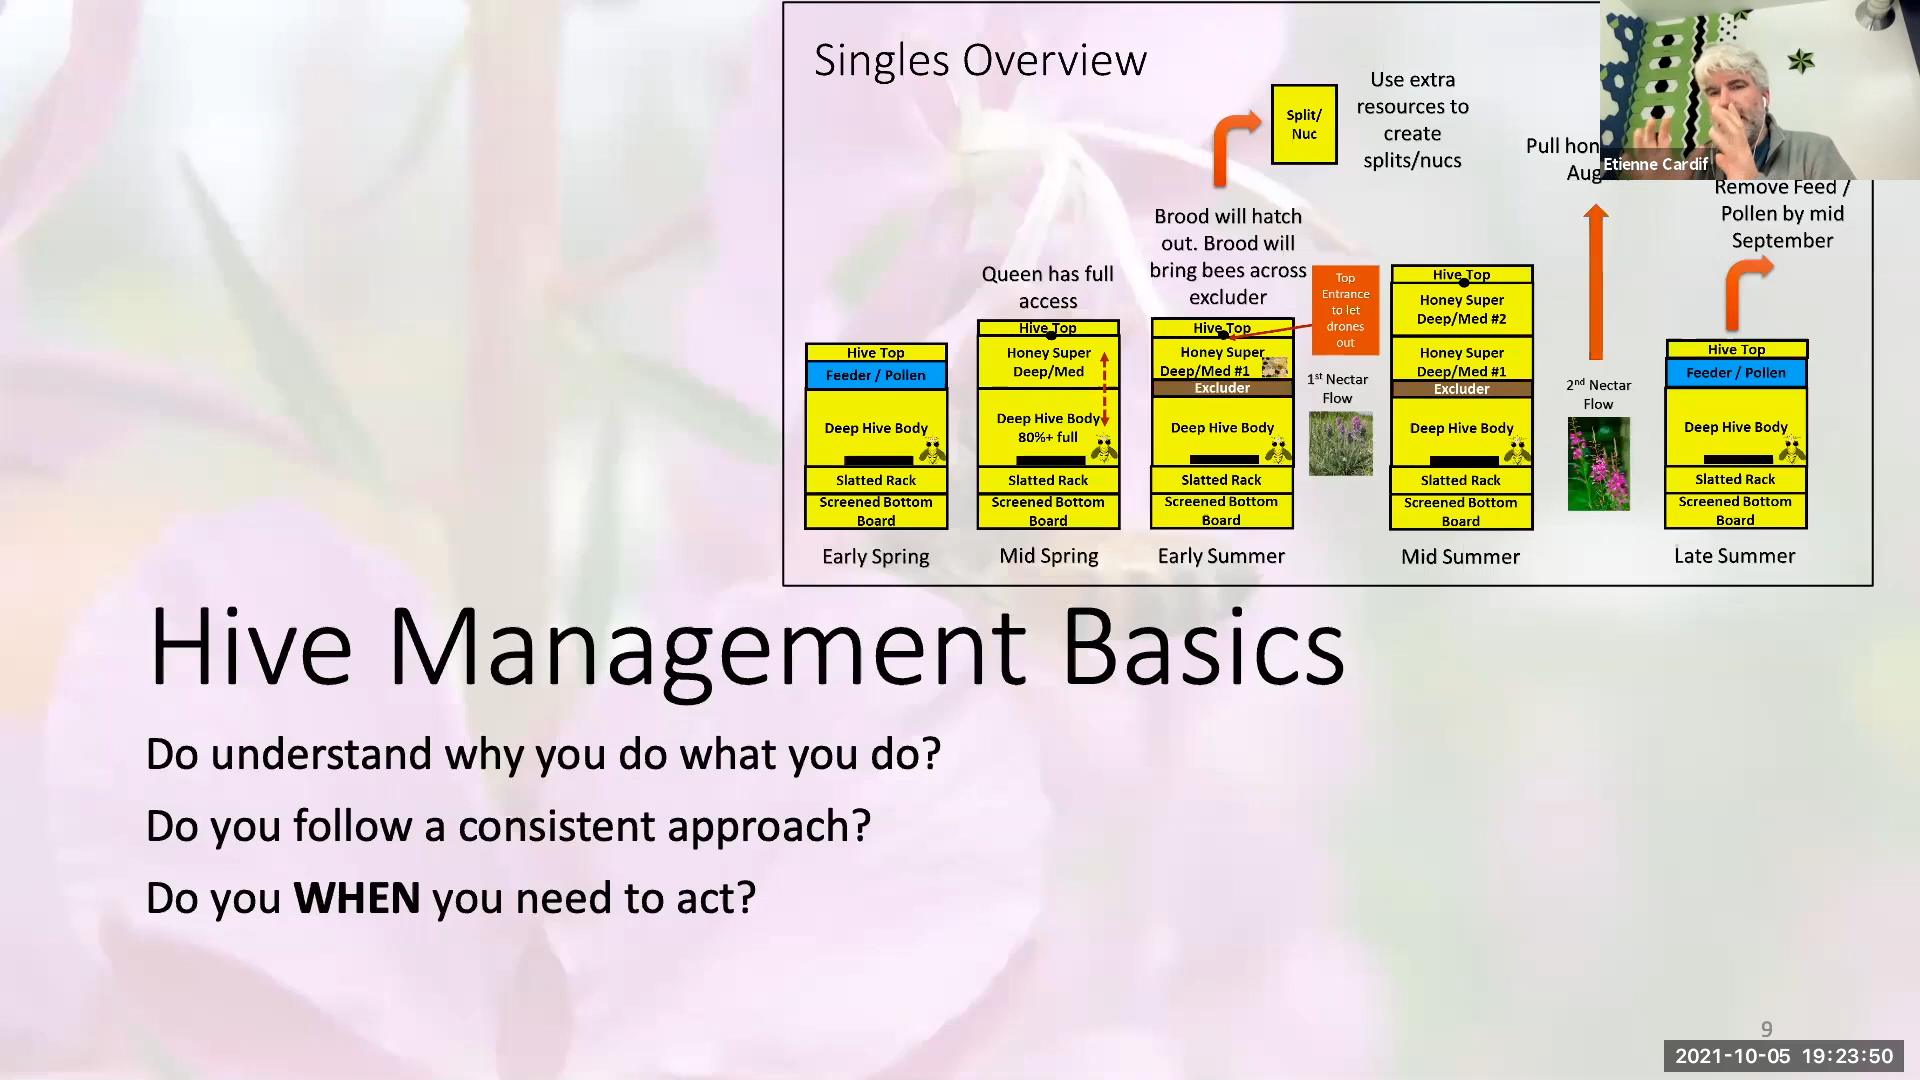 Singles Overview
Split/
Nuc
Use extra
resources to
create
splits/nucs
Pull hon
Aug
Etienne Cardif
Remove Feed /
Pollen by mid
September
Queen has full
access
Brood will hatch
out. Brood will
bring bees across
excluder
Top
Entrance
to let
drones
out
Hive Top
Feeder / Pollen
Deep Hive Body
Slatted Rack
Screened Bottom
Board
Early Spring
Hive Top
Honey Super
Deep/Med
Deep Hive Body
80%+ full
Slatted Rack
Screened Bottom
Board
Mid Spring
Hive Top
Honey Super
Deep/Med #1
Excluder
Deep Hive Body
Slatted Rack
Screened Bottom
Board
Early Summer
1st Nectar
Flow
Hive Top
Honey Super
Deep/Med #2
Honey Super
Deep/Med #1
Excluder
Deep Hive Body
Slatted Rack
Screened Bottom
Board
Mid Summer
2nd Nectar
Flow
Hive Top
Feeder / Pollen
Deep Hive Body
Slatted Rack
Screened Bottom
Board
Late Summer
Hive Management Basics
Do understand why you do what you do?
Do you follow a consistent approach?
Do you WHEN you need to act?
9
2021-10-05 19:23:50